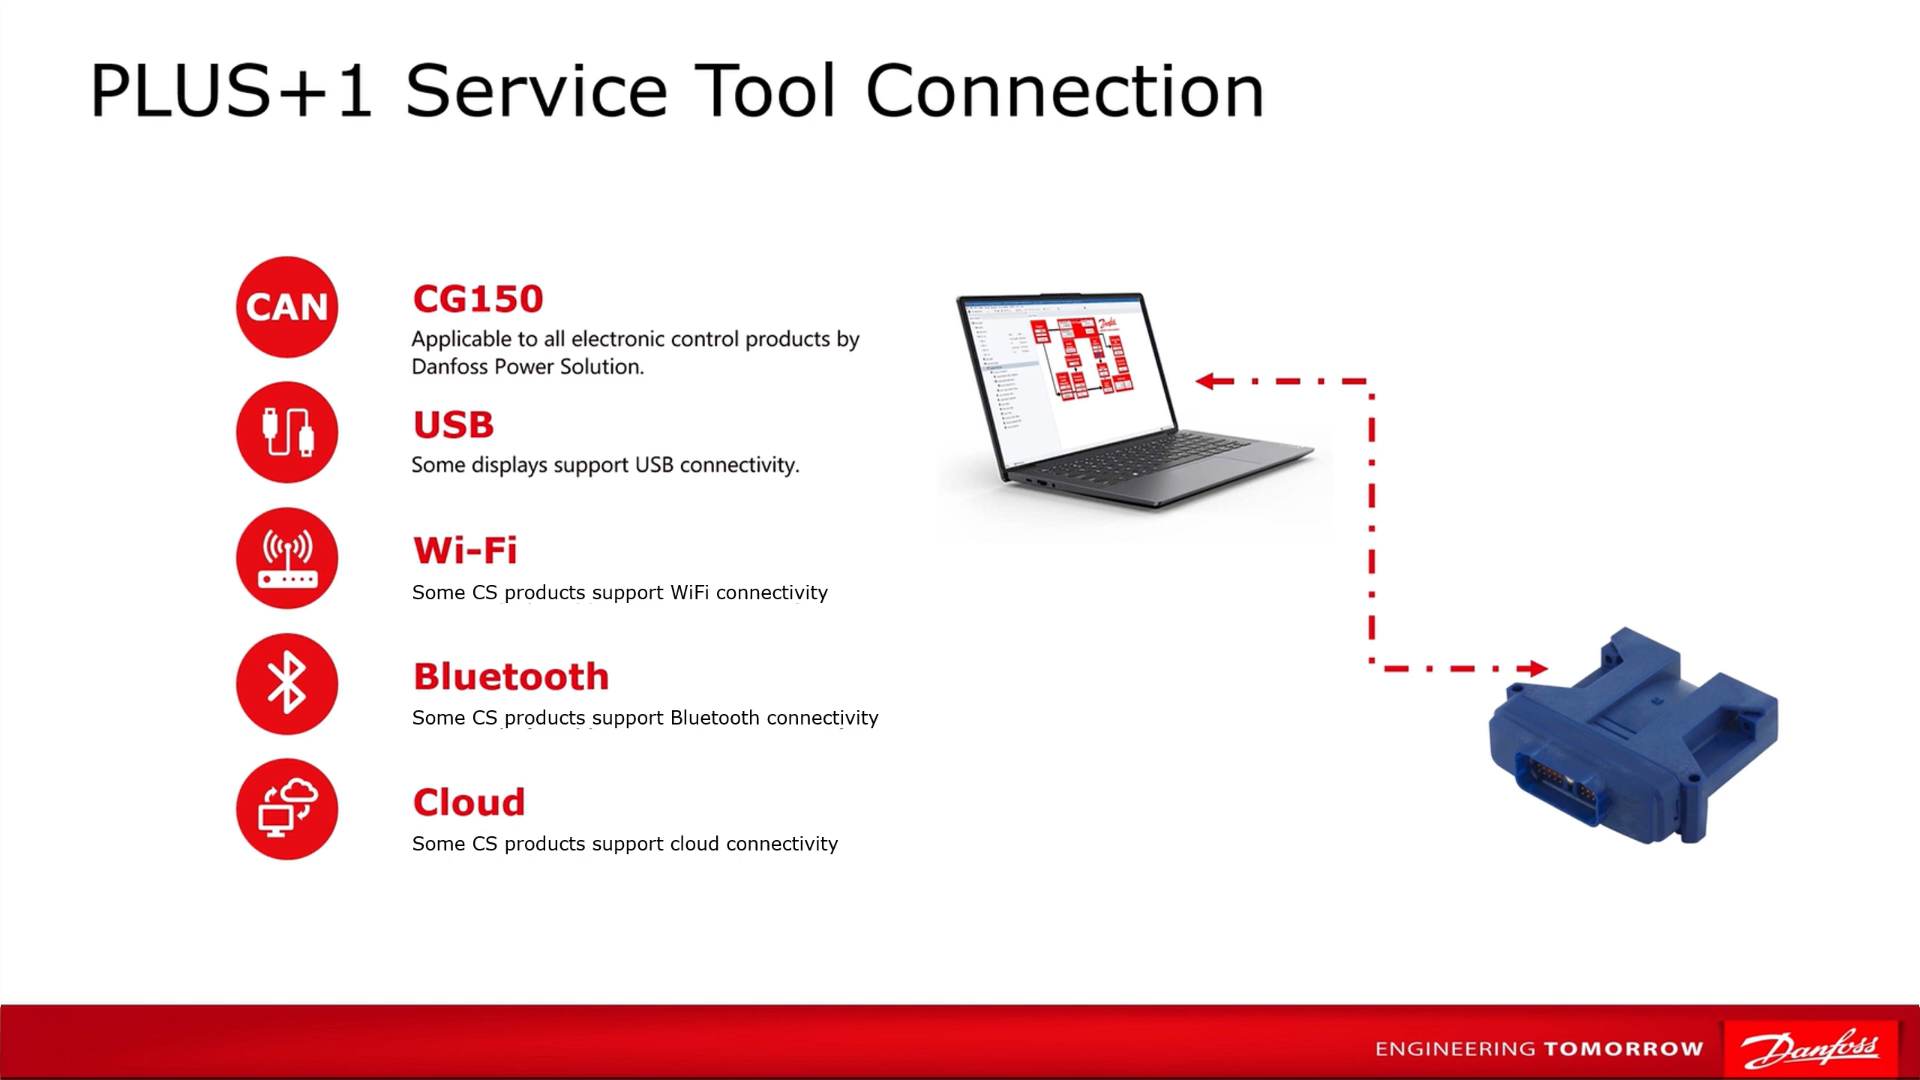 PLUS+1 Service Tool Connection
CAN
CG150
Applicable to all electronic control products by
Danfoss Power Solution.
USB
Some displays support USB connectivity.
Wi-Fi
Some CS products support WiFi connectivity
Bluetooth
Some CS products support Bluetooth connectivity
Cloud
Some CS products support cloud connectivity
ENGINEERING TOMORROW
Danfoss